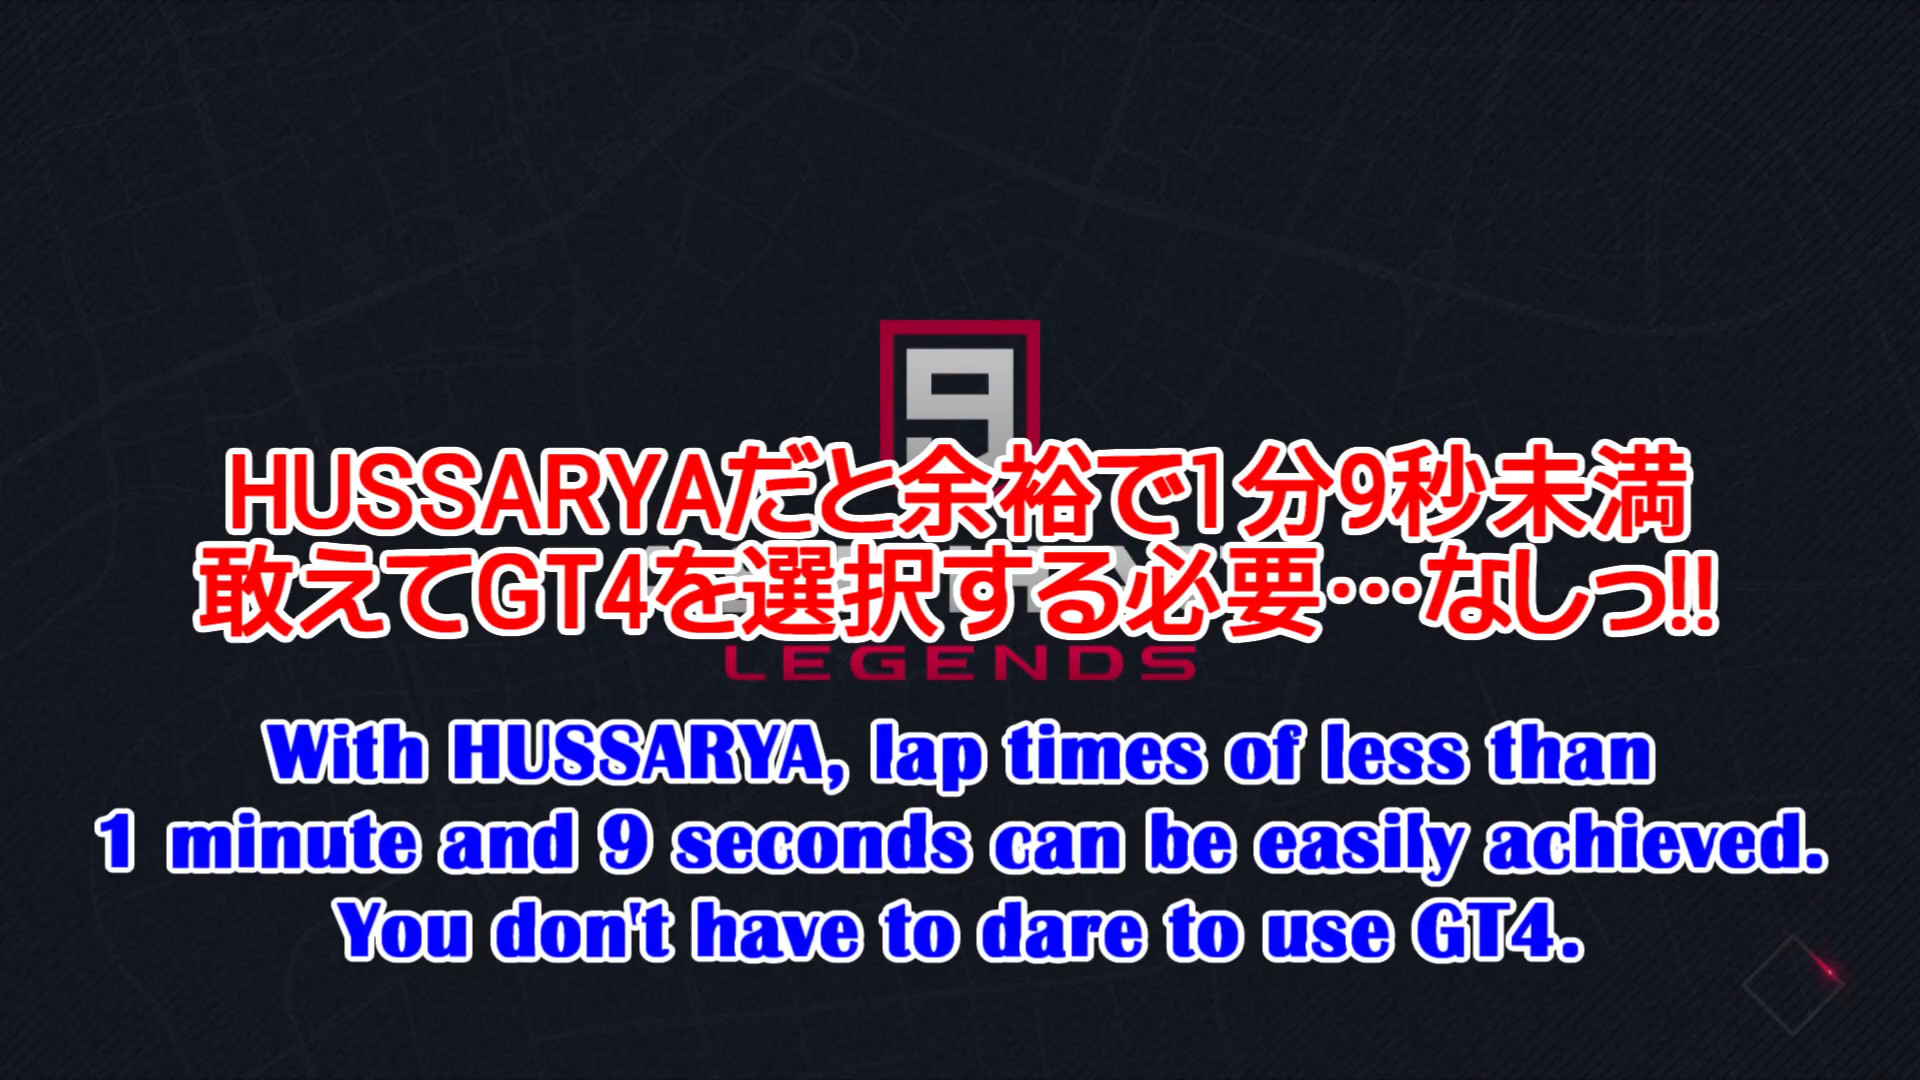 9
HUSSARYAだと余裕で1分9秒未満
敢えてGT4を選択する必要…なしっ!!
LEGENDS
With HUSSARYA, lap times of less than
1 minute and 9 seconds can be easily achieved.
You don't have to dare to use GT4.